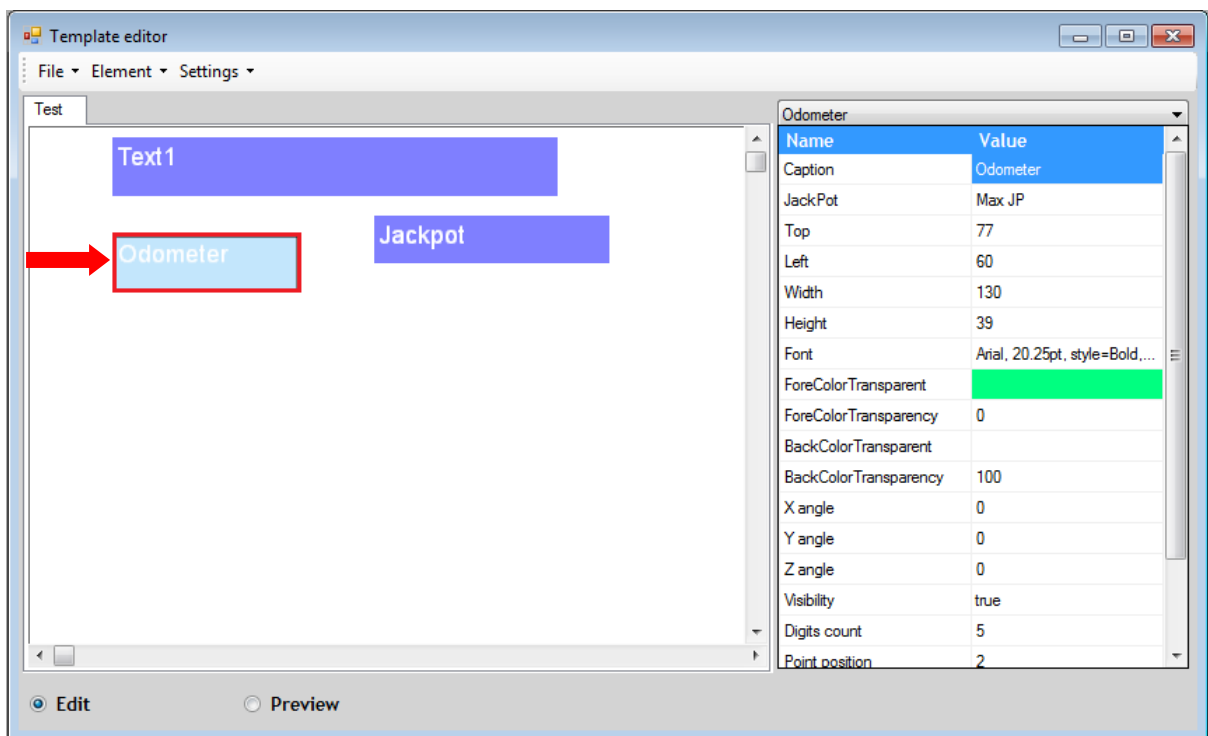 Template editor
File Element Settings
Test
Text1
Jackpot
Odometer
Odometer
Name Value
Caption Odometer
JackPot Max JP
Top 77
Left 60
Width 130
Height 39
Font Arial, 20.25pt, style=Bold,...
ForeColorTransparent
ForeColorTransparency 0
BackColorTransparent
BackColorTransparency 100
X angle 0
Y angle 0
Z angle 0
Visibility true
Digits count 5
Point position 2
Edit Preview